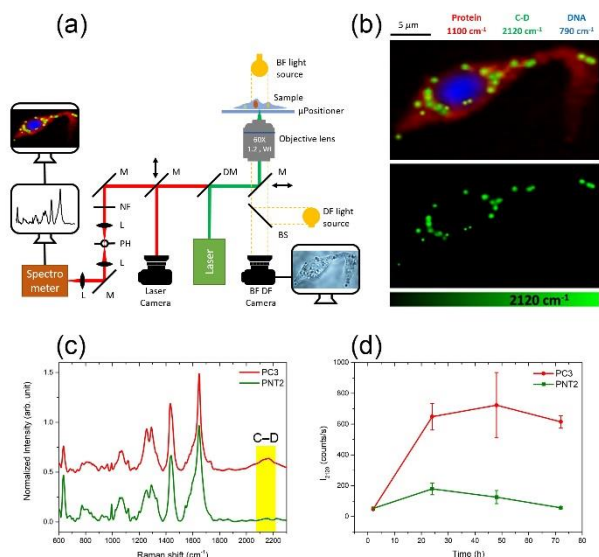 (a)
BF light
source
Sample
µPositioner
Objective lens
60X
1.2 , WI
M
M
DM
M
NF
L
PH
L
Spectro
meter
L
M
Laser
Camera
Laser
BS
DF light
source
BF DF
Camera
(b)
5 µm
Protein
1100 cm-1
C-D
2120 cm-1
DNA
790 cm-1
2120 cm-1
(c)
PC3
PNT2
C–D
Normalized Intensity (arb. unit)
1.5
1.0
0.5
0.0
600 800 1000 1200 1400 1600 1800 2000 2200
Raman shift (cm-1)
(d)
PC3
PNT2
I2120 (counts/s)
1000
800
600
400
200
0
0 10 20 30 40 50 60 70 80
Time (h)